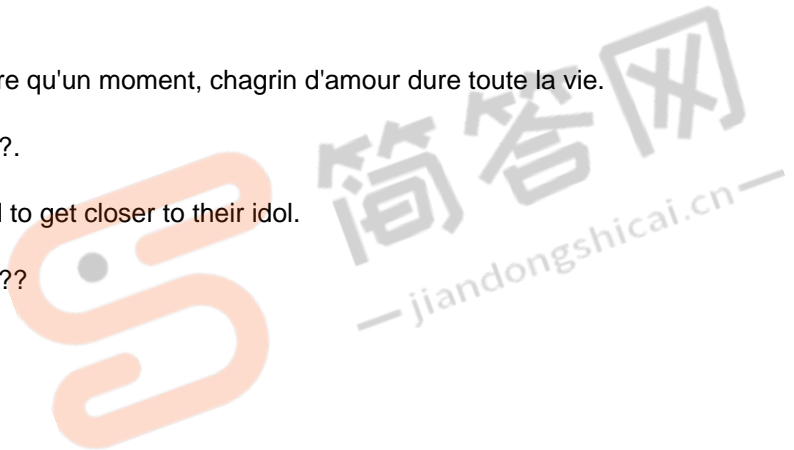 re qu'un moment, chagrin d'amour dure toute la vie.
?.
to get closer to their idol.
??
简答网
jiandongshicai.cn